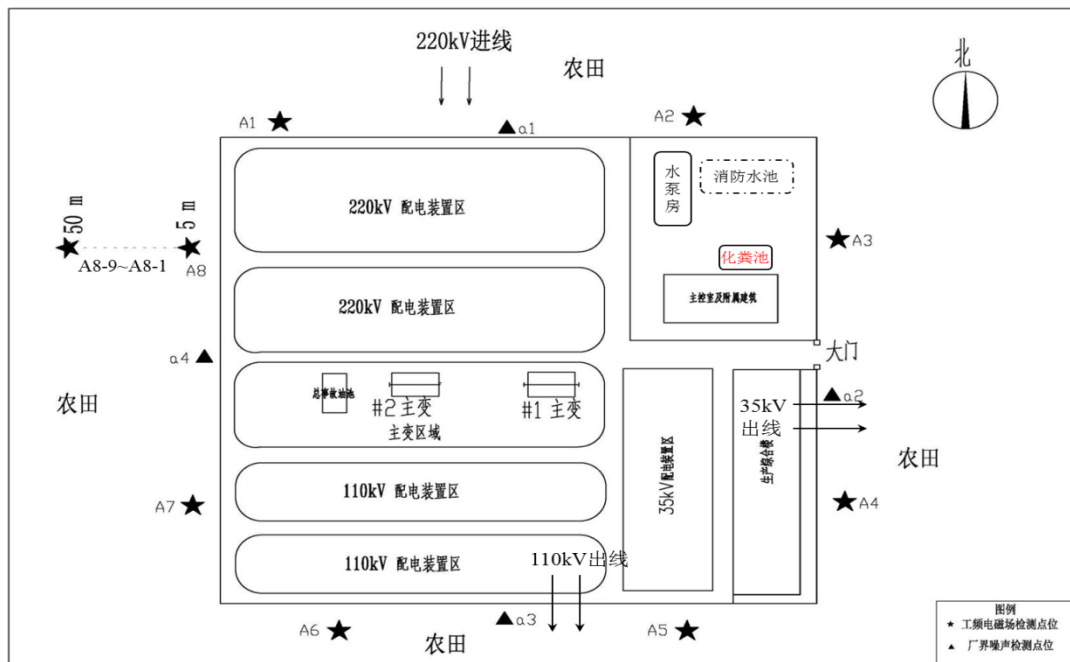 220kV进线
农田
北
A1
a1
A2
水泵房
消防水池
220kV 配电装置区
50 m
5 m
A3
A8-9~A8-1
A8
化粪池
主控室及附属建筑
220kV 配电装置区
大门
a4
总事故油池
#2 主变
#1 主变
a2
农田
主变区域
35kV
出线
35kV配电装置区
生产综合楼
农田
110kV 配电装置区
A7
A4
110kV 配电装置区
110kV出线
A6
a3
A5
农田
图例
★ 工频电磁场检测点位
▲ 厂界噪声检测点位